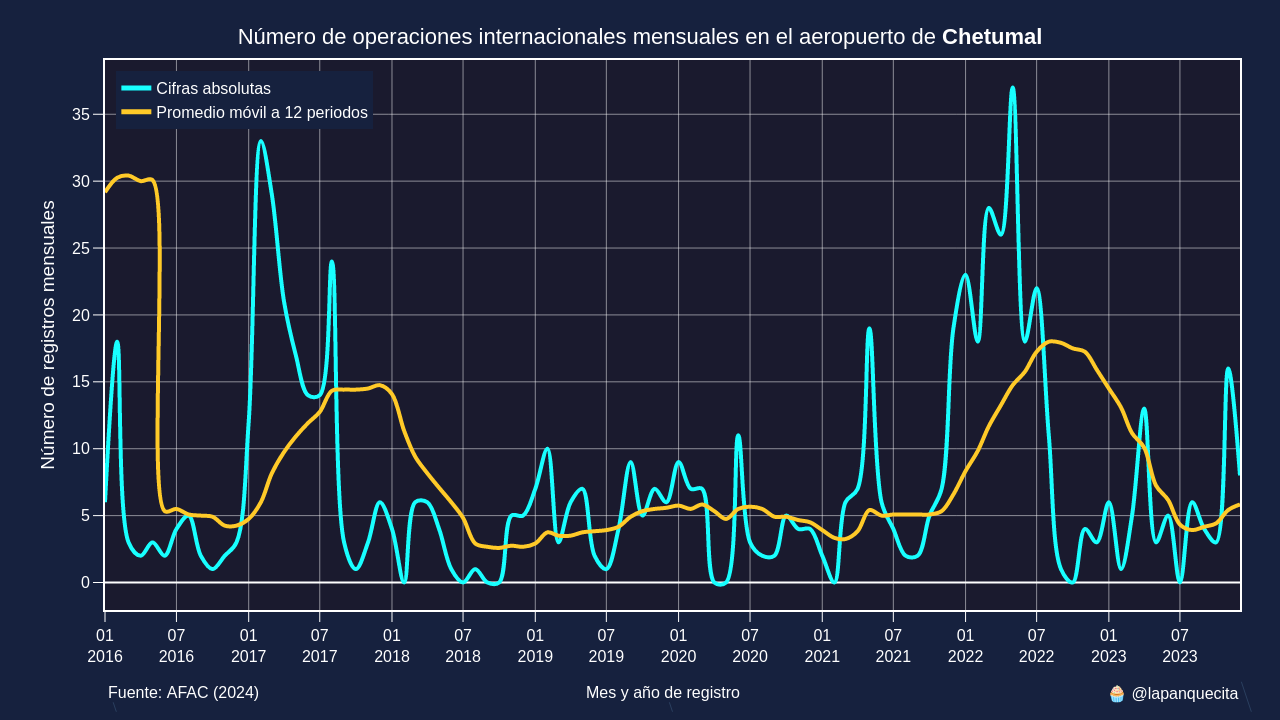 Número de operaciones internacionales mensuales en el aeropuerto de Chetumal
Cifras absolutas
Promedio móvil a 12 periodos
Número de registros mensuales
35
30
25
20
15
10
5
0
01 07 01 07 01 07 01 07 01 07 01 07 01 07 01 07
2016 2016 2017 2017 2018 2018 2019 2019 2020 2020 2021 2021 2022 2022 2023 2023
Fuente: AFAC (2024) Mes y año de registro 🧁 @lapanquecita